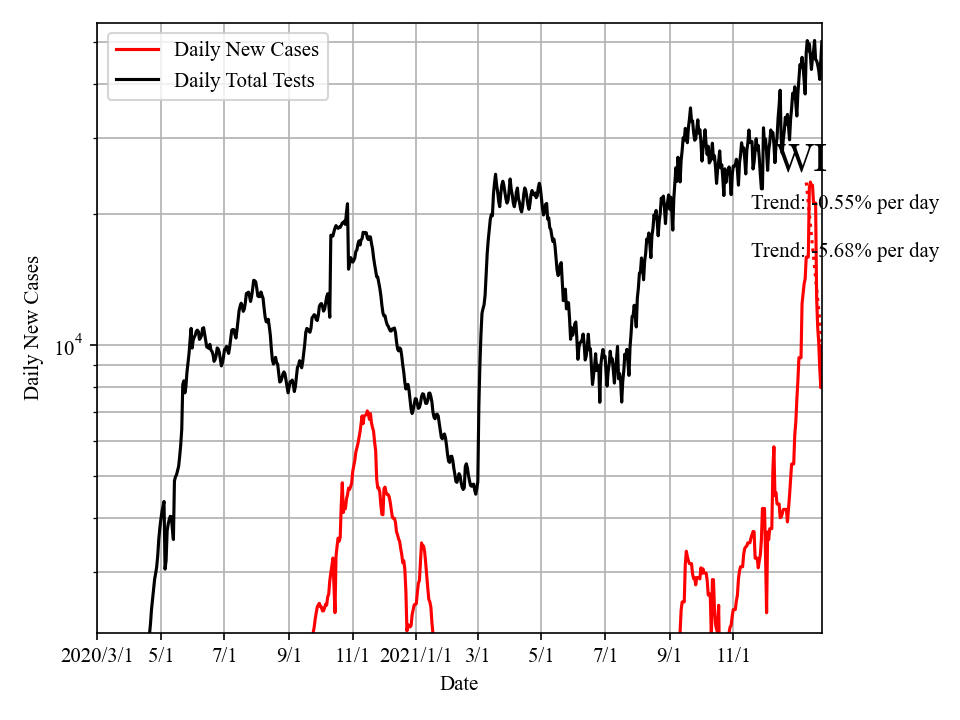 Daily New Cases
Daily Total Tests
WI
Trend: -0.55% per day
Trend: -5.68% per day
Daily New Cases
10^4
2020/3/1 5/1 7/1 9/1 11/1 2021/1/1 3/1 5/1 7/1 9/1 11/1
Date